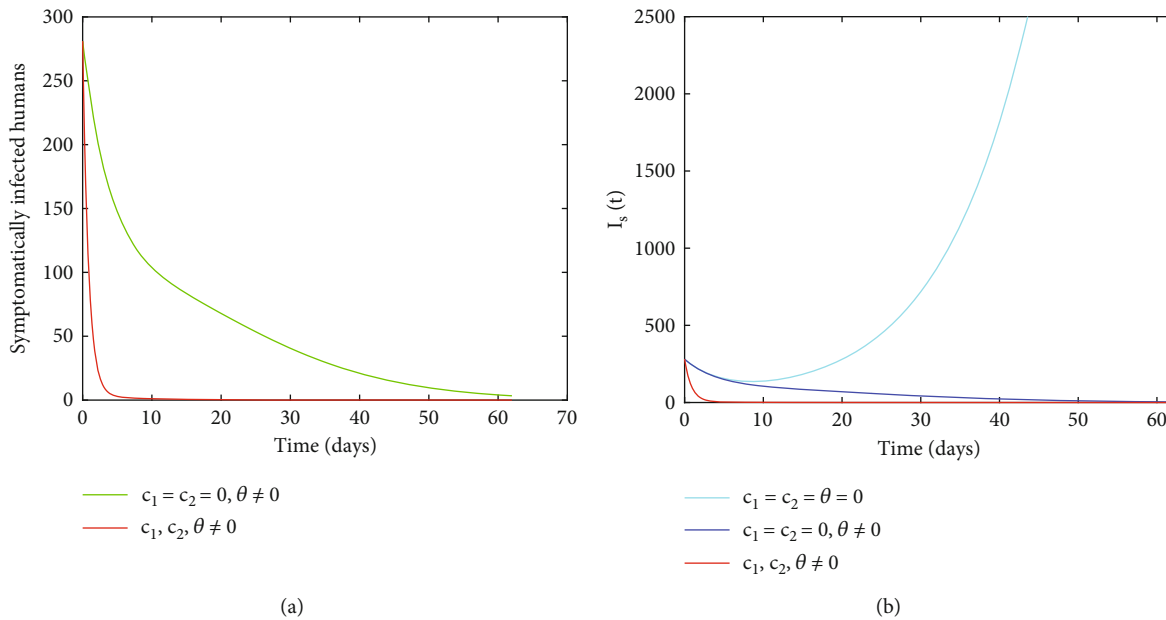 300
250
200
150
100
50
0
Symptomatically infected humans
0 10 20 30 40 50 60 70
Time (days)
c₁ = c₂ = 0, θ ≠ 0
c₁, c₂, θ ≠ 0
(a)
2500
2000
1500
1000
500
0
Iₛ (t)
0 10 20 30 40 50 60
Time (days)
c₁ = c₂ = θ = 0
c₁ = c₂ = 0, θ ≠ 0
c₁, c₂, θ ≠ 0
(b)